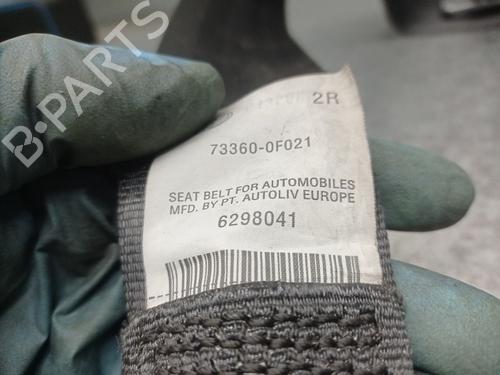 2R
73360-0F021
SEAT BELT FOR AUTOMOBILES
MFD. BY PT. AUTOLIV EUROPE
6298041
B-PARTS